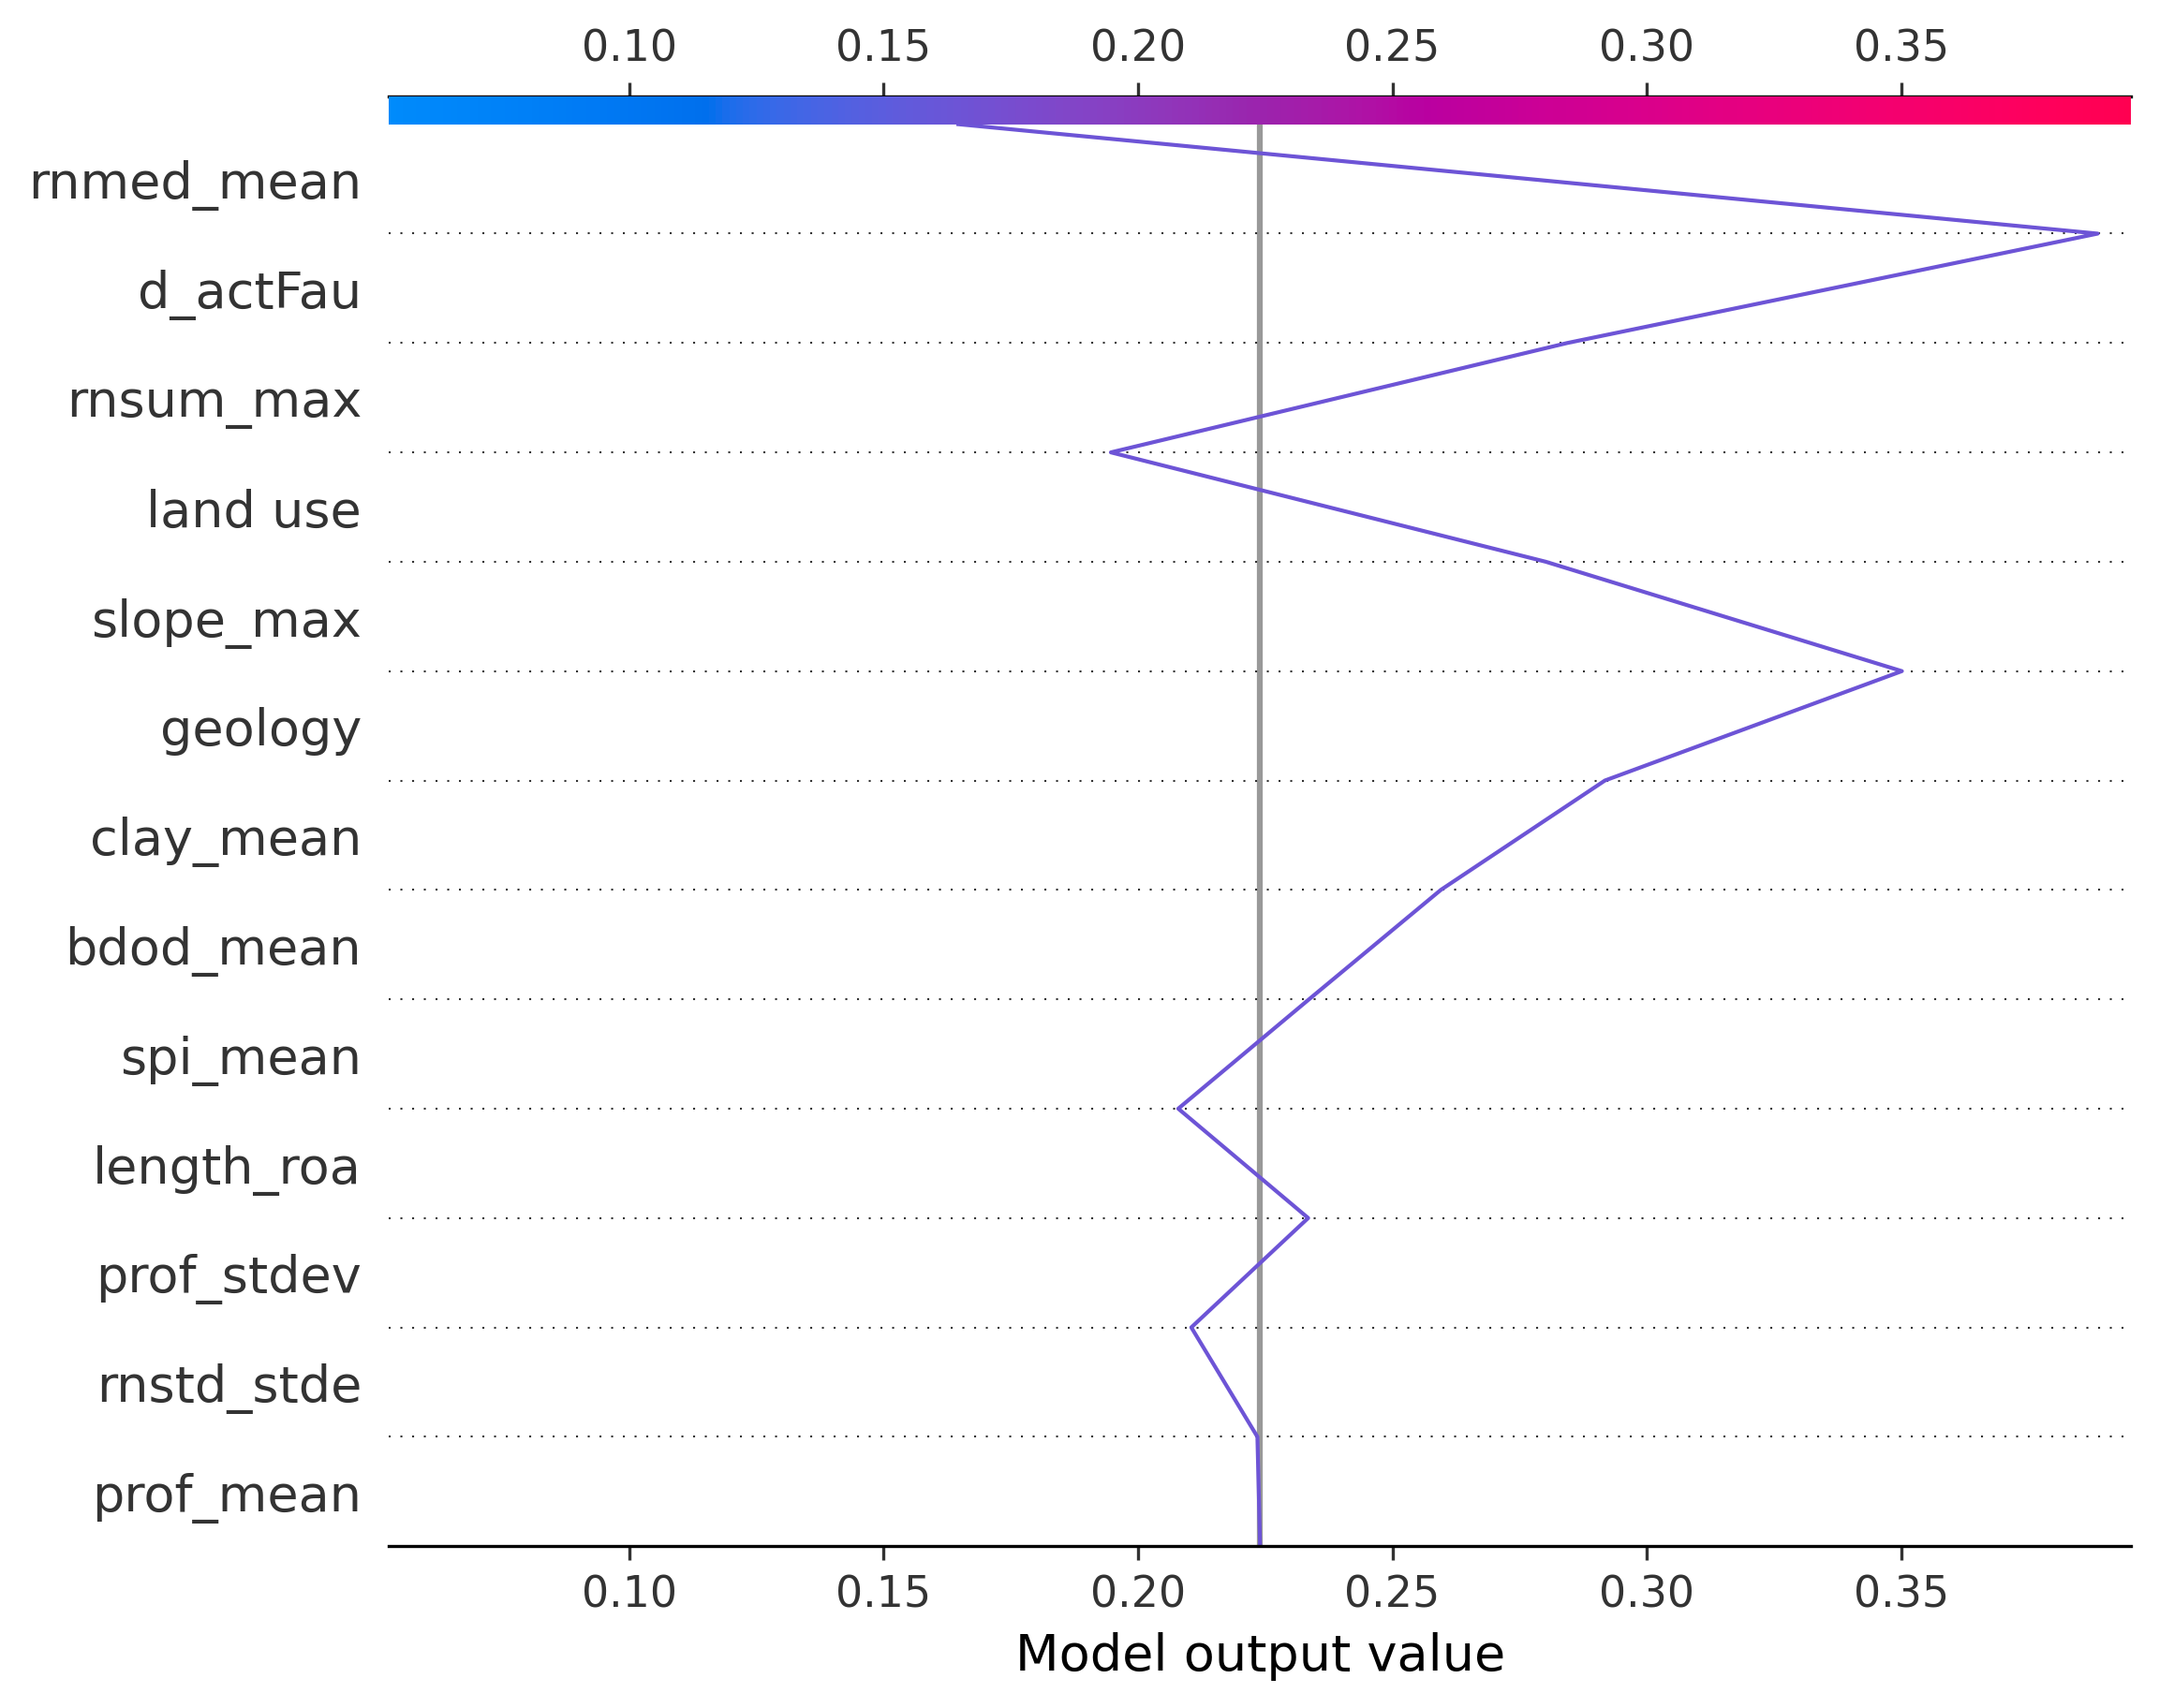 0.10 0.15 0.20 0.25 0.30 0.35
rnmed_mean
d_actFau
rnsum_max
land use
slope_max
geology
clay_mean
bdod_mean
spi_mean
length_roa
prof_stdev
rnstd_stde
prof_mean
0.10 0.15 0.20 0.25 0.30 0.35
Model output value